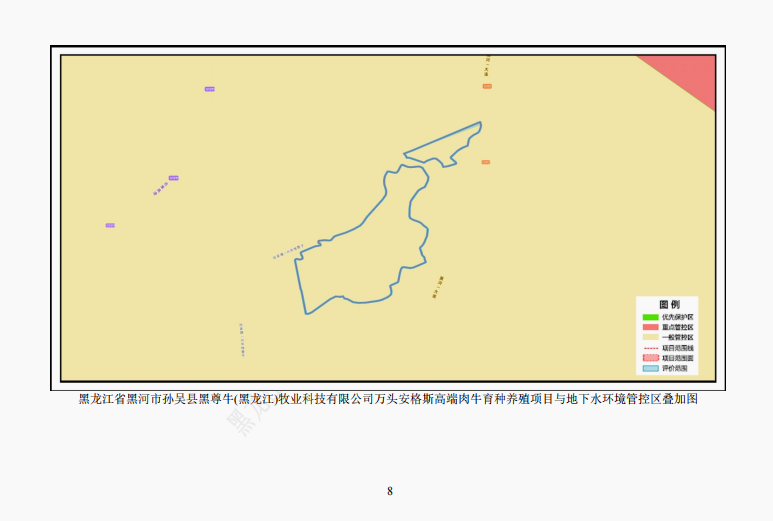 图 例
优先保护区
重点管控区
一般管控区
项目范围线
项目范围面
评价范围
黑龙江省黑河市孙吴县黑尊牛(黑龙江)牧业科技有限公司万头安格斯高端肉牛育种养殖项目与地下水环境管控区叠加图
黑龙
8